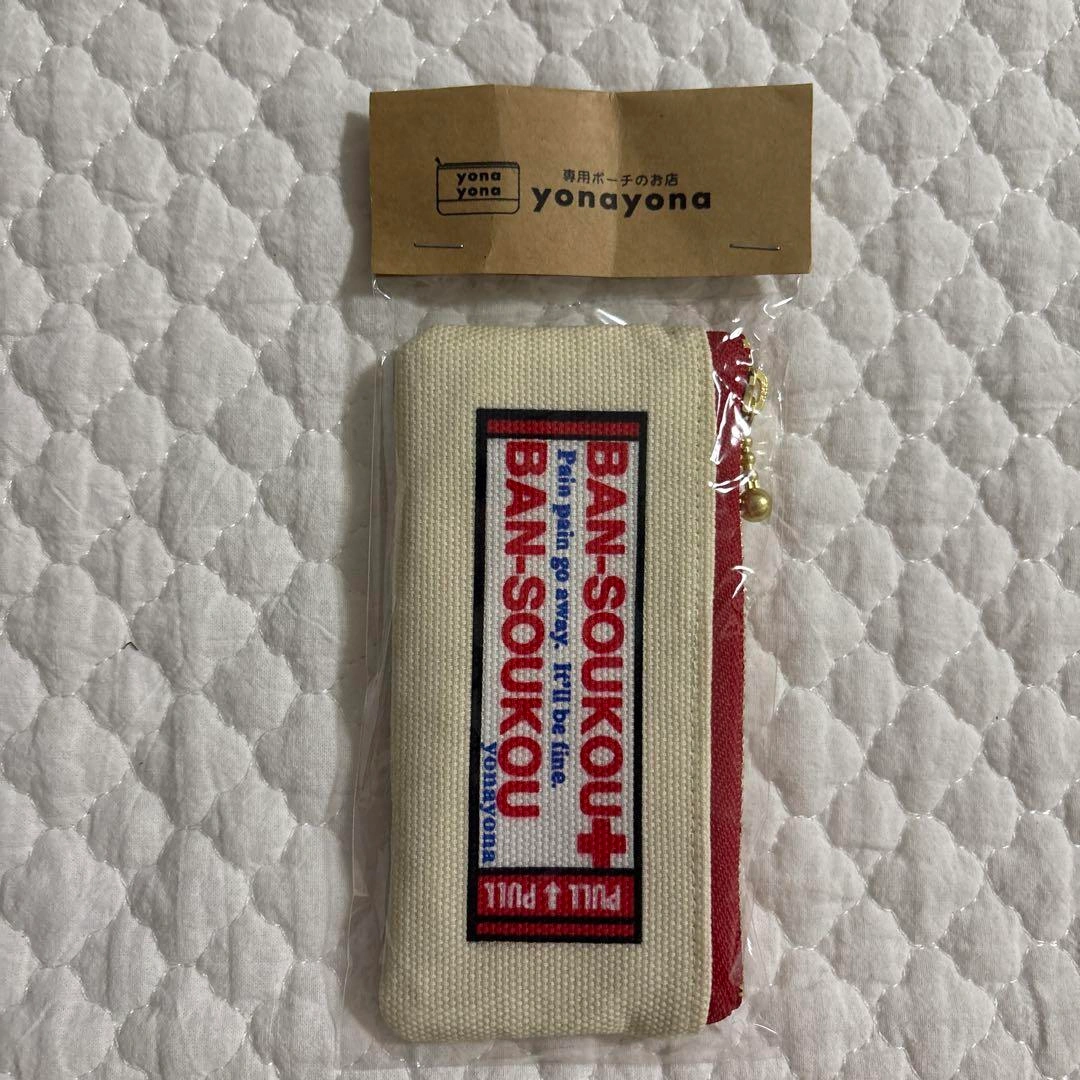 yona
yona
専用ポーチのお店
yonayona
BAN-SOUKOU
Pain pain go away. It'll be fine.
BAN-SOUKOU
yonayona
PULL ↑ PULL